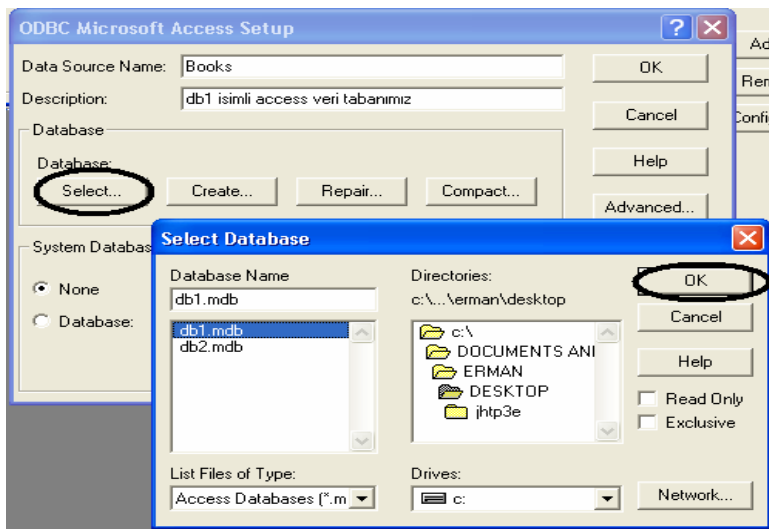 ODBC Microsoft Access Setup
Data Source Name: Books
OK
Description: db1 isimli access veri tabanımız
Cancel
Database
Database:
Help
Select... Create... Repair... Compact...
Advanced...
System Databas
None
Database:
Select Database
Database Name
db1.mdb
db1.mdb
db2.mdb
List Files of Type:
Access Databases (*.m
Directories:
c:\...\erman\desktop
c:\
DOCUMENTS ANI
ERMAN
DESKTOP
jhtp3e
Drives:
c:
OK
Cancel
Help
Read Only
Exclusive
Network...
Ad
Rer
Confi